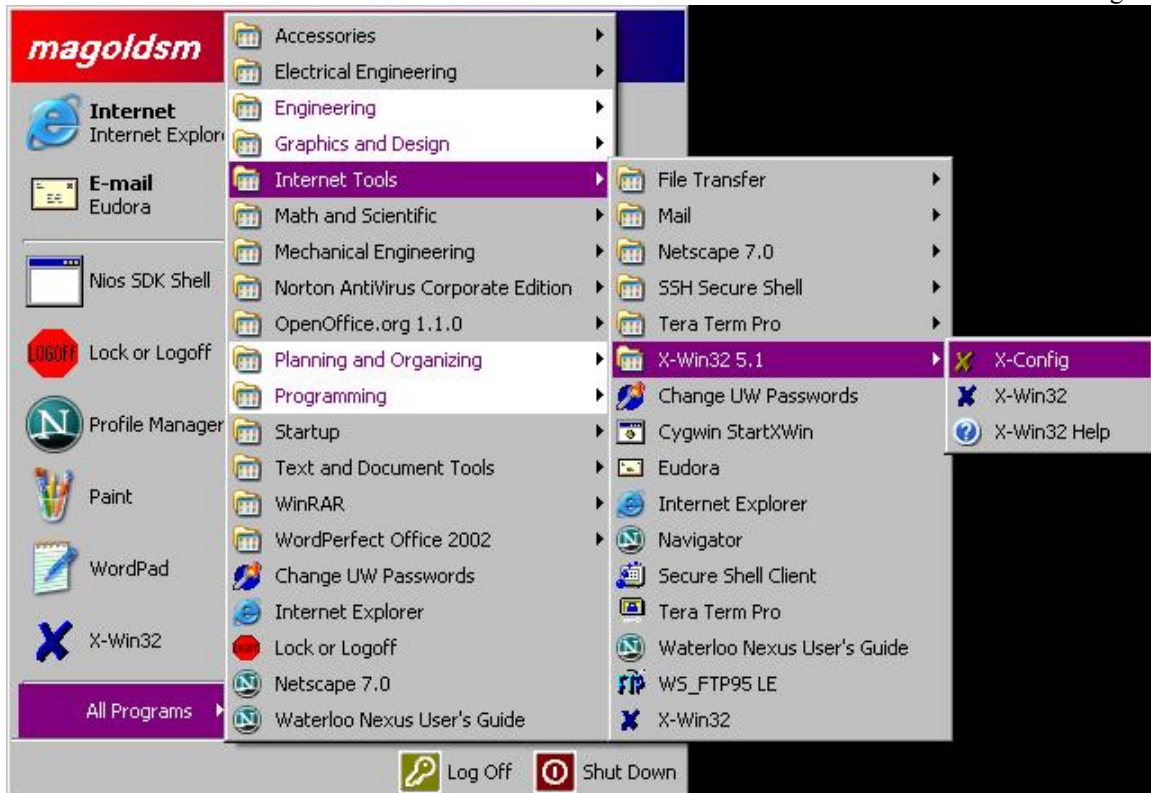 magoldsm
Internet
Internet Explor
E-mail
Eudora
Nios SDK Shell
LOGOFF
Lock or Logoff
N
Profile Manager
Paint
WordPad
X-Win32
All Programs
Accessories
Electrical Engineering
Engineering
Graphics and Design
Internet Tools
Math and Scientific
Mechanical Engineering
Norton AntiVirus Corporate Edition
OpenOffice.org 1.1.0
Planning and Organizing
Programming
Startup
Text and Document Tools
WinRAR
WordPerfect Office 2002
Change UW Passwords
Internet Explorer
Lock or Logoff
Netscape 7.0
Waterloo Nexus User's Guide
File Transfer
Mail
Netscape 7.0
SSH Secure Shell
Tera Term Pro
X-Win32 5.1
Change UW Passwords
Cygwin StartXWin
Eudora
Internet Explorer
Navigator
Secure Shell Client
Tera Term Pro
Waterloo Nexus User's Guide
FTP
WS_FTP95 LE
X-Win32
X-Config
X-Win32
X-Win32 Help
Log Off
Shut Down